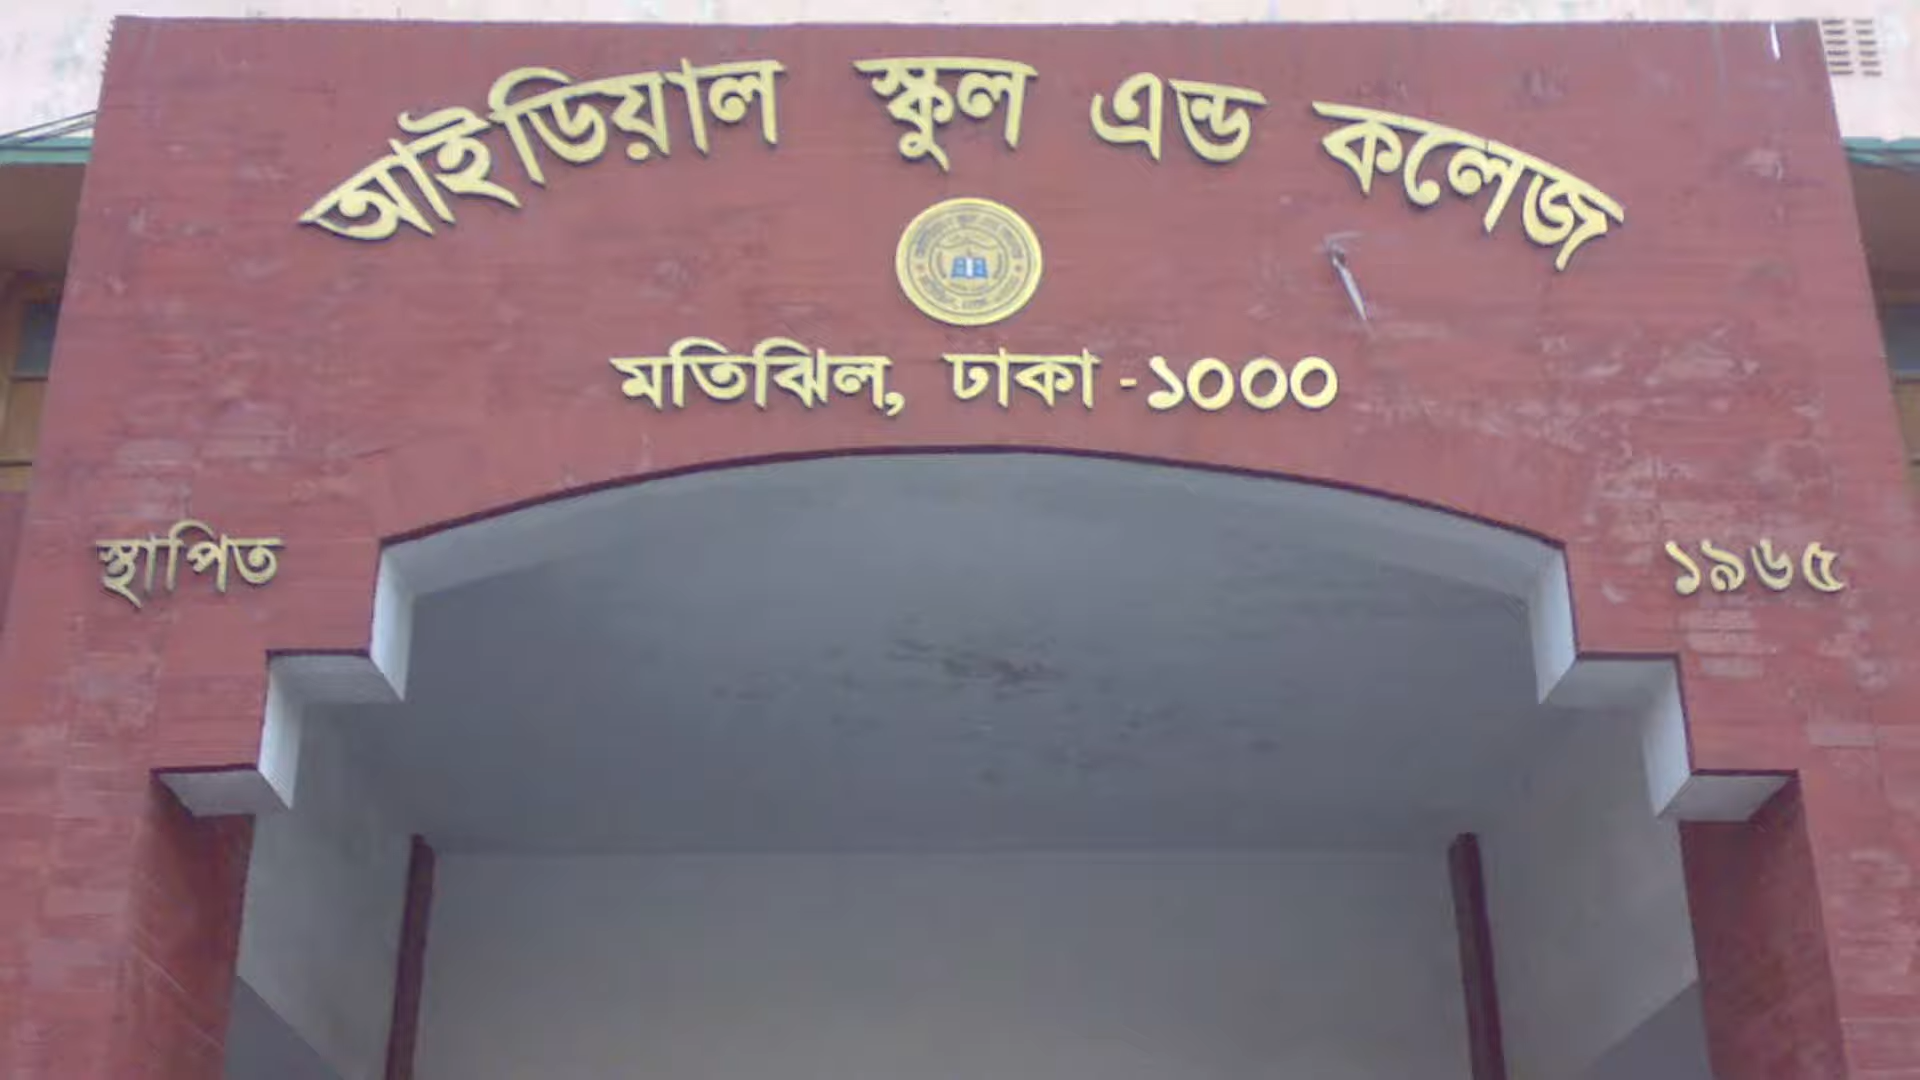 আইডিয়াল স্কুল এন্ড কলেজ
মতিঝিল, ঢাকা -১০০০
স্থাপিত ১৯৬৫